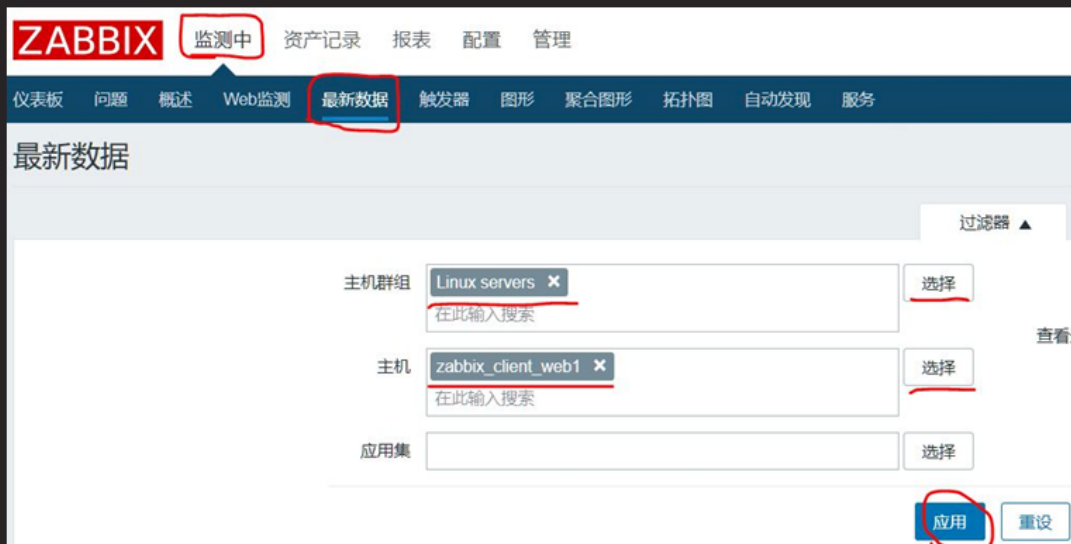 ZABBIX 监测中 资产记录 报表 配置 管理
仪表板 问题 概述 Web监测 最新数据 触发器 图形 聚合图形 拓扑图 自动发现 服务
最新数据
过滤器 ▲
主机群组 Linux servers × 选择
在此输入搜索
查看
主机 zabbix_client_web1 × 选择
在此输入搜索
应用集 选择
应用 重设